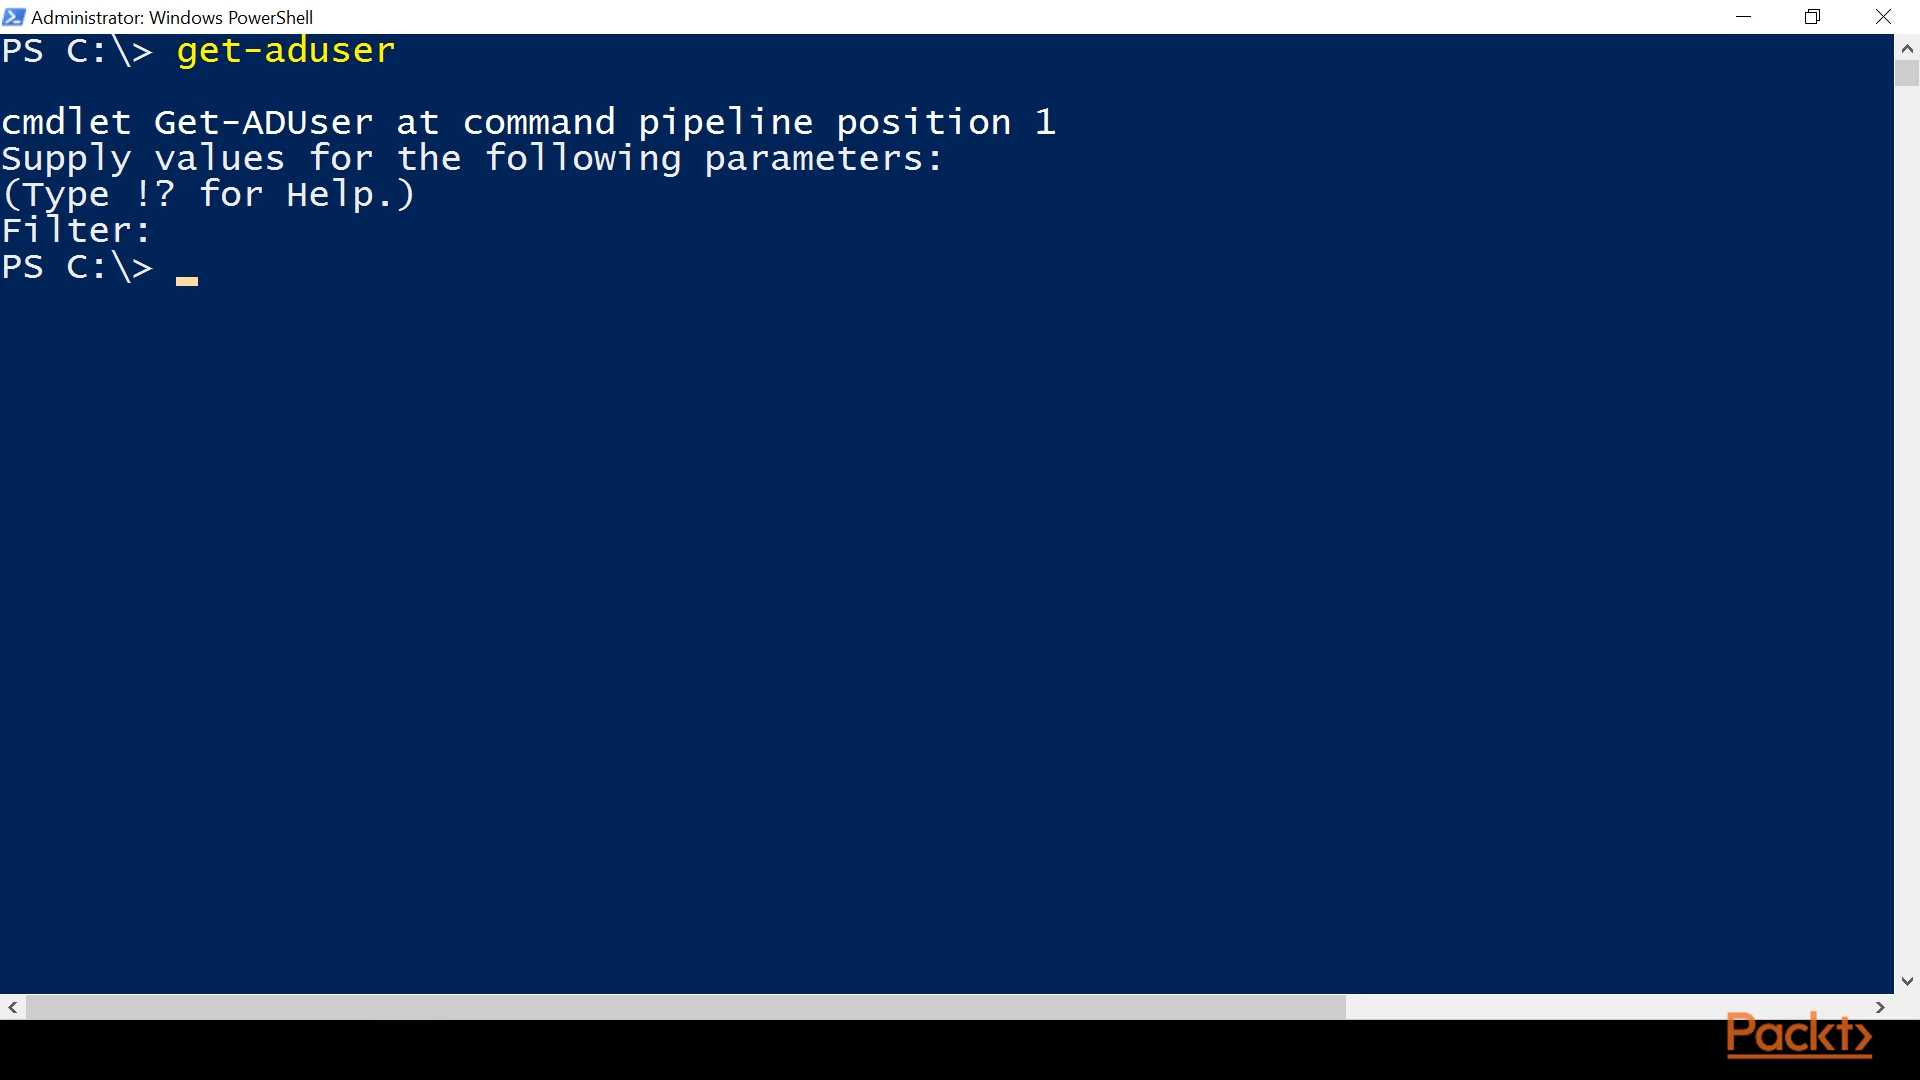 Administrator: Windows PowerShell
PS C:\> get-aduser
cmdlet Get-ADUser at command pipeline position 1
Supply values for the following parameters:
(Type !? for Help.)
Filter:
PS C:\>
Packt>